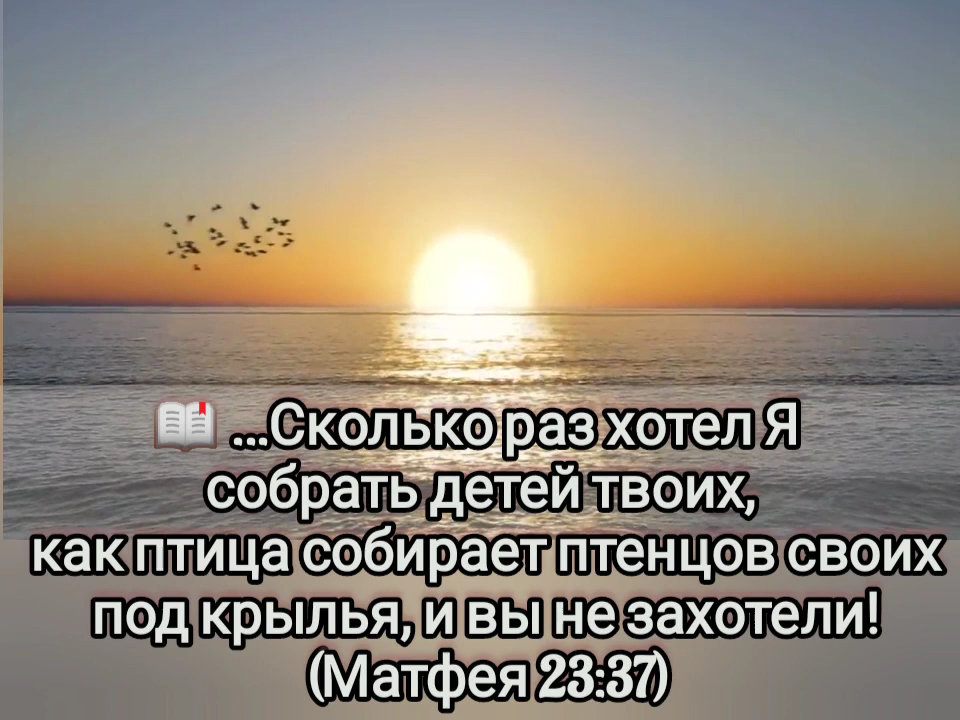 📖 ...Сколько раз хотел Я
собрать детей твоих,
как птица собирает птенцов своих
под крылья, и вы не захотели!
(Матфея 23:37)